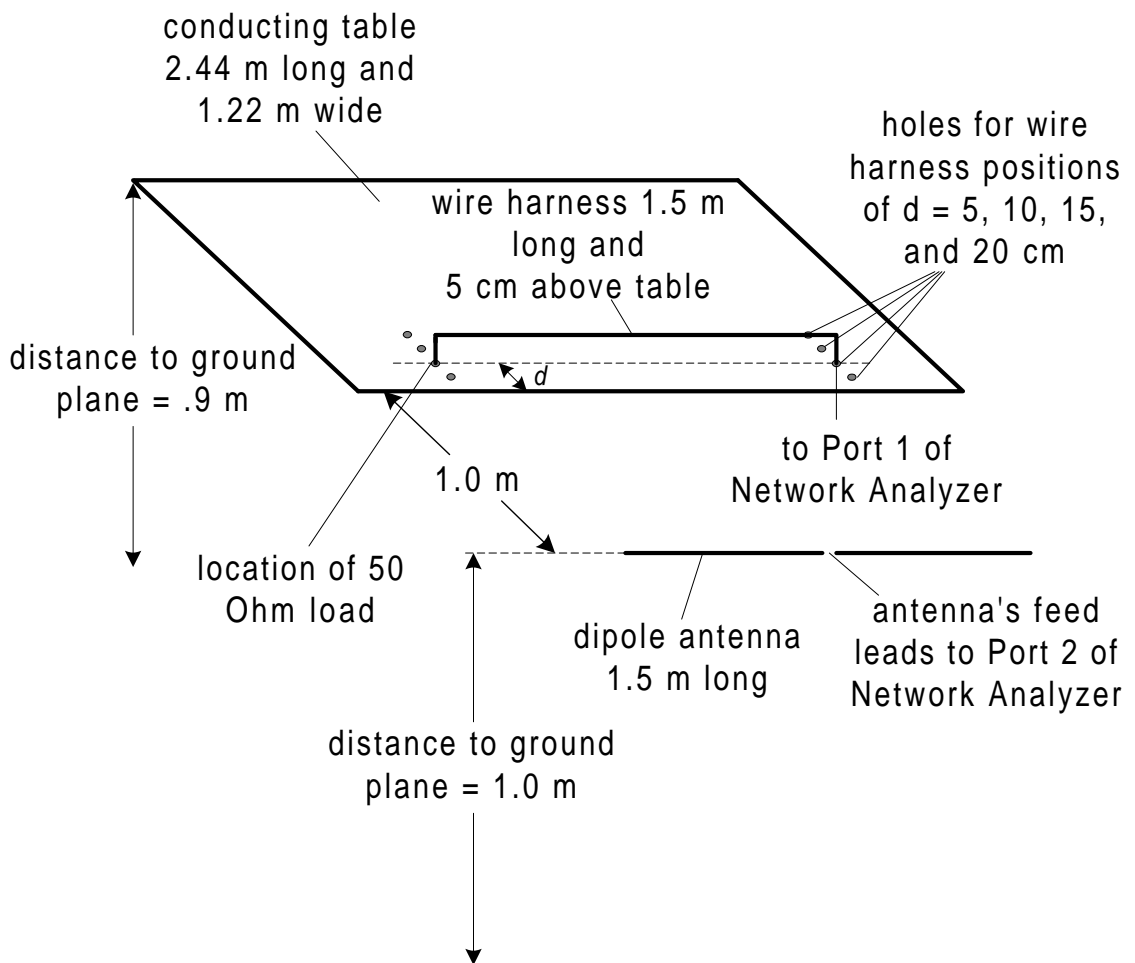 conducting table
2.44 m long and
1.22 m wide
holes for wire
harness positions
of d = 5, 10, 15,
and 20 cm
wire harness 1.5 m
long and
5 cm above table
distance to ground
plane = .9 m
d
1.0 m
to Port 1 of
Network Analyzer
location of 50
Ohm load
dipole antenna
1.5 m long
antenna's feed
leads to Port 2 of
Network Analyzer
distance to ground
plane = 1.0 m